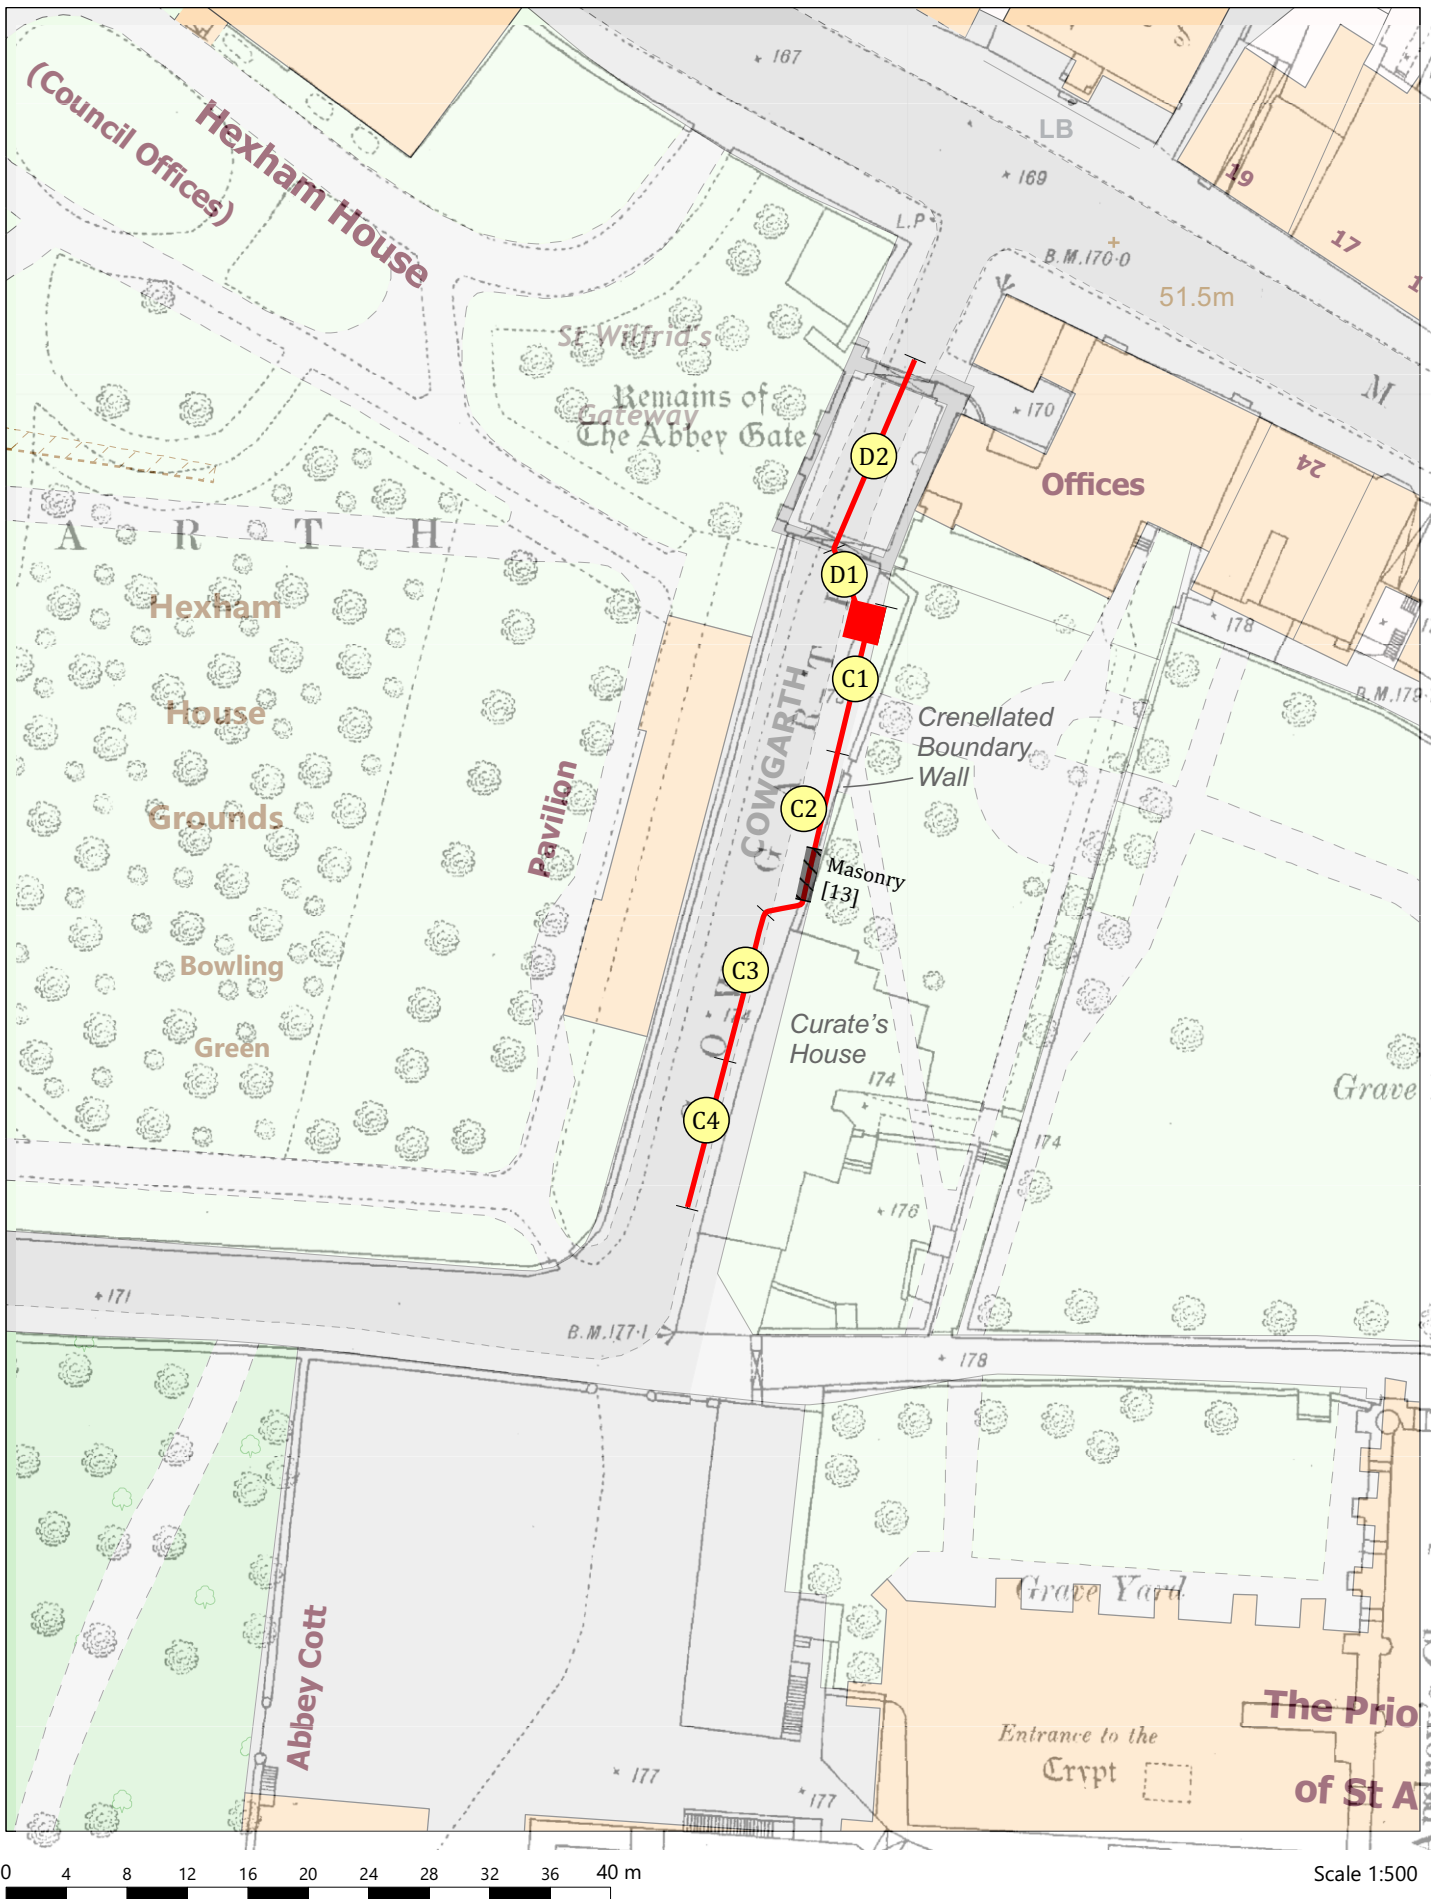 167
(Council Offices)
Hexham House
LB
169
19
L.P
17
B.M.170·0
51.5m
1
St Wilfrid's
Gateway
Remains of
The Abbey Gate
170
M
24
D2
Offices
A R T H
D1
Hexham
House
Grounds
Bowling
Green
178
B.M.179
C1
COWGARTH
Crenellated
Boundary
Wall
Pavilion
C2
Masonry
[13]
C3
174
Curate's
House
174
Grave
C4
174
176
171
B.M.177·1
178
Abbey Cott
Grave Yard
The Prio
of St A
Entrance to the
Crypt
177
177
0 4 8 12 16 20 24 28 32 36 40 m
Scale 1:500